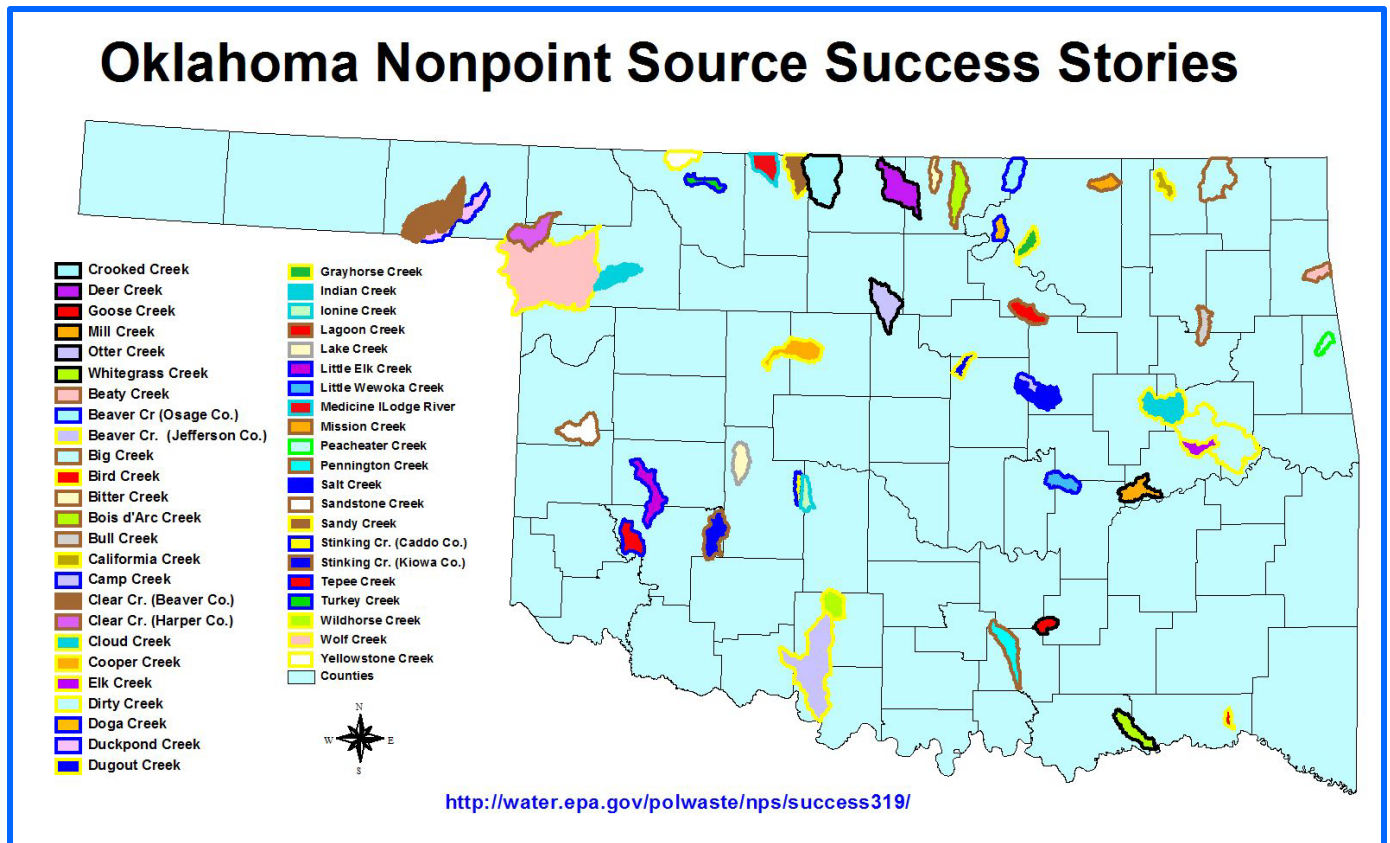 Oklahoma Nonpoint Source Success Stories
Crooked Creek
Deer Creek
Goose Creek
Mill Creek
Otter Creek
Whitegrass Creek
Beaty Creek
Beaver Cr (Osage Co.)
Beaver Cr. (Jefferson Co.)
Big Creek
Bird Creek
Bitter Creek
Bois d'Arc Creek
Bull Creek
California Creek
Camp Creek
Clear Cr. (Beaver Co.)
Clear Cr. (Harper Co.)
Cloud Creek
Cooper Creek
Elk Creek
Dirty Creek
Doga Creek
Duckpond Creek
Dugout Creek
Grayhorse Creek
Indian Creek
Ionine Creek
Lagoon Creek
Lake Creek
Little Elk Creek
Little Wewoka Creek
Medicine lLodge River
Mission Creek
Peacheater Creek
Pennington Creek
Salt Creek
Sandstone Creek
Sandy Creek
Stinking Cr. (Caddo Co.)
Stinking Cr. (Kiowa Co.)
Tepee Creek
Turkey Creek
Wildhorse Creek
Wolf Creek
Yellowstone Creek
Counties
N
W E
S
http://water.epa.gov/polwaste/nps/success319/